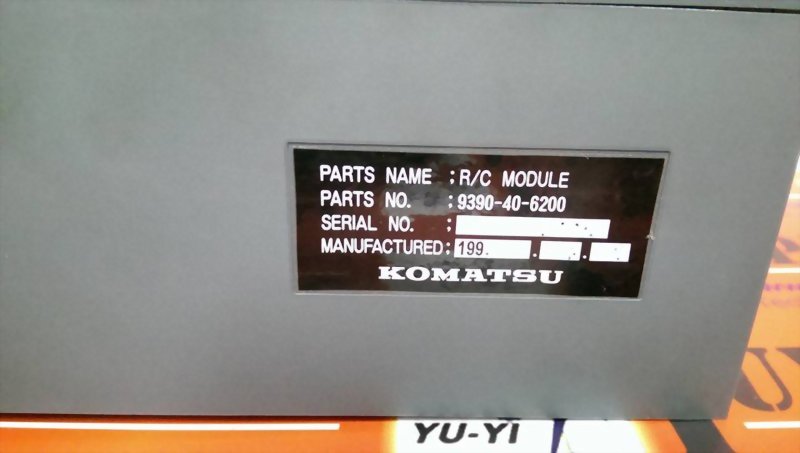 PARTS NAME ; R/C MODULE
PARTS NO. ; 9390-40-6200
SERIAL NO. ;
MANUFACTURED; 199 . .
KOMATSU
YU-YI